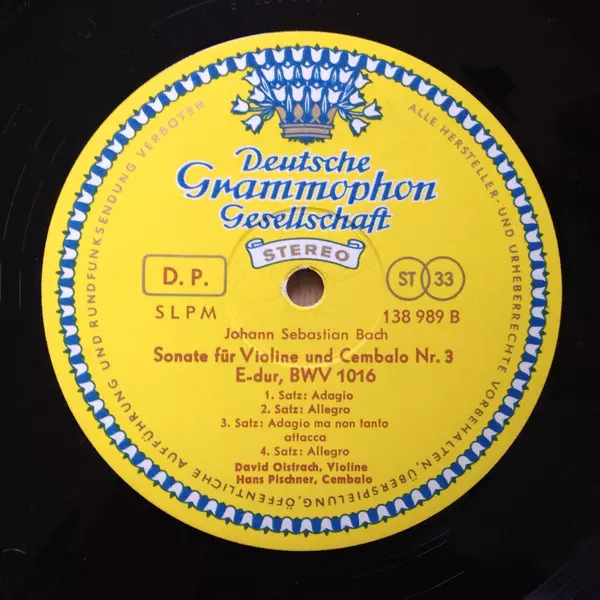 ALLE HERSTELLER- UND URHEBERRECHTE VORBEHALTEN, ÜBERSPIELUNG, ÖFFENTLICHE AUFFÜHRUNG UND RUNDFUNKSENDUNG VERBOTEN
Deutsche
Grammophon
Gesellschaft
STEREO
D. P.
ST 33
SLPM
138 989 B
Johann Sebastian Bach
Sonate für Violine und Cembalo Nr. 3
E-dur, BWV 1016
1. Satz: Adagio
2. Satz: Allegro
3. Satz: Adagio ma non tanto
attacca
4. Satz: Allegro
David Oistrach, Violine
Hans Pischner, Cembalo